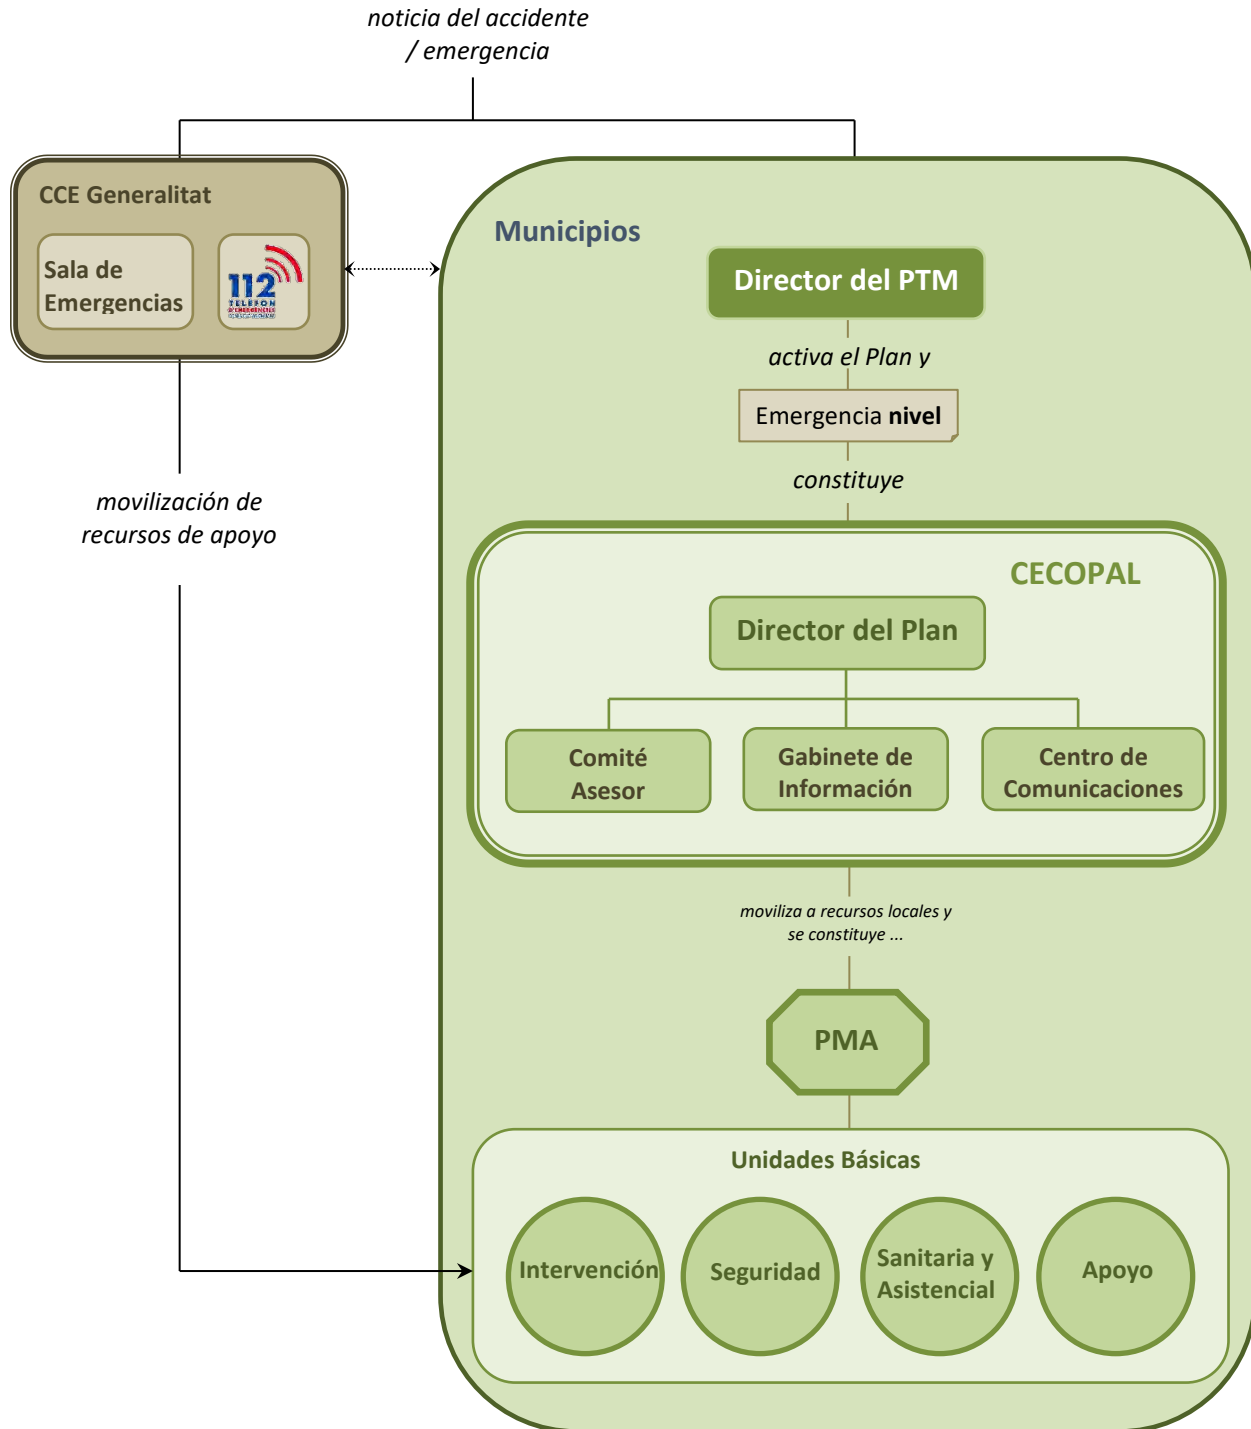 noticia del accidente
/ emergencia
CCE Generalitat
Sala de
Emergencias
112
TELÈFON
D'EMERGÈNCIES
Municipios
Director del PTM
activa el Plan y
Emergencia nivel
constituye
movilización de
recursos de apoyo
CECOPAL
Director del Plan
Comité
Asesor
Gabinete de
Información
Centro de
Comunicaciones
moviliza a recursos locales y
se constituye ...
PMA
Unidades Básicas
Intervención
Seguridad
Sanitaria y
Asistencial
Apoyo